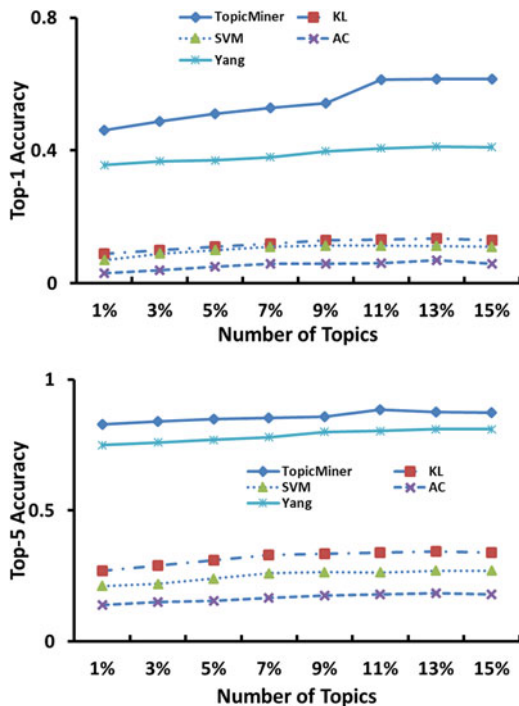 0.8
TopicMiner KL
SVM AC
Yang
Top-1 Accuracy
0.4
0
1% 3% 5% 7% 9% 11% 13% 15%
Number of Topics
1
TopicMiner KL
SVM AC
Yang
Top-5 Accuracy
0.5
0
1% 3% 5% 7% 9% 11% 13% 15%
Number of Topics